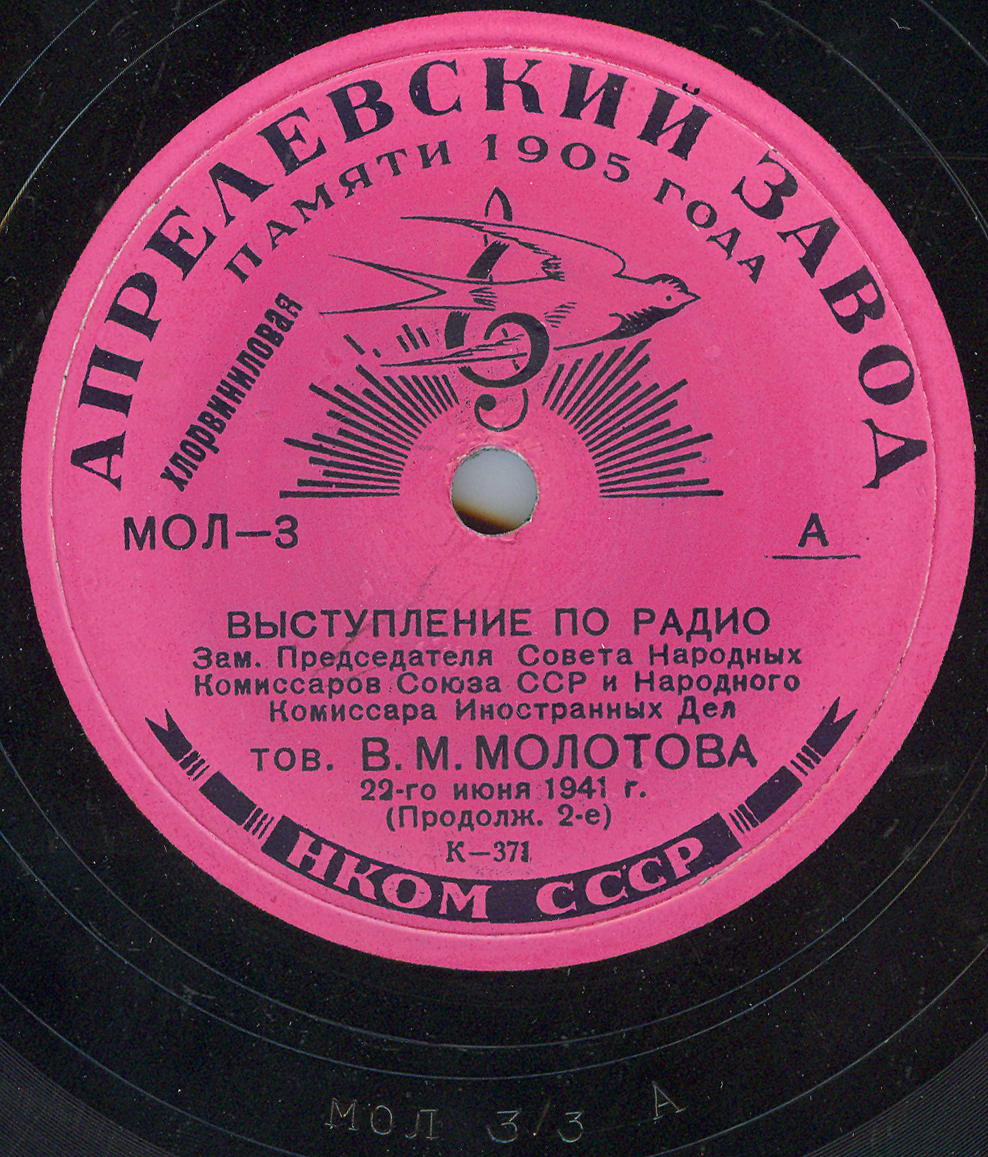 АПРЕЛЕВСКИЙ ЗАВОД
ПАМЯТИ 1905 ГОДА
хлорвиниловая
МОЛ—3
А
ВЫСТУПЛЕНИЕ ПО РАДИО
Зам. Председателя Совета Народных
Комиссаров Союза ССР и Народного
Комиссара Иностранных Дел
тов. В. М. МОЛОТОВА
22-го июня 1941 г.
(Продолж. 2-е)
К—371
НКОМ СССР
МОЛ 3/3 А